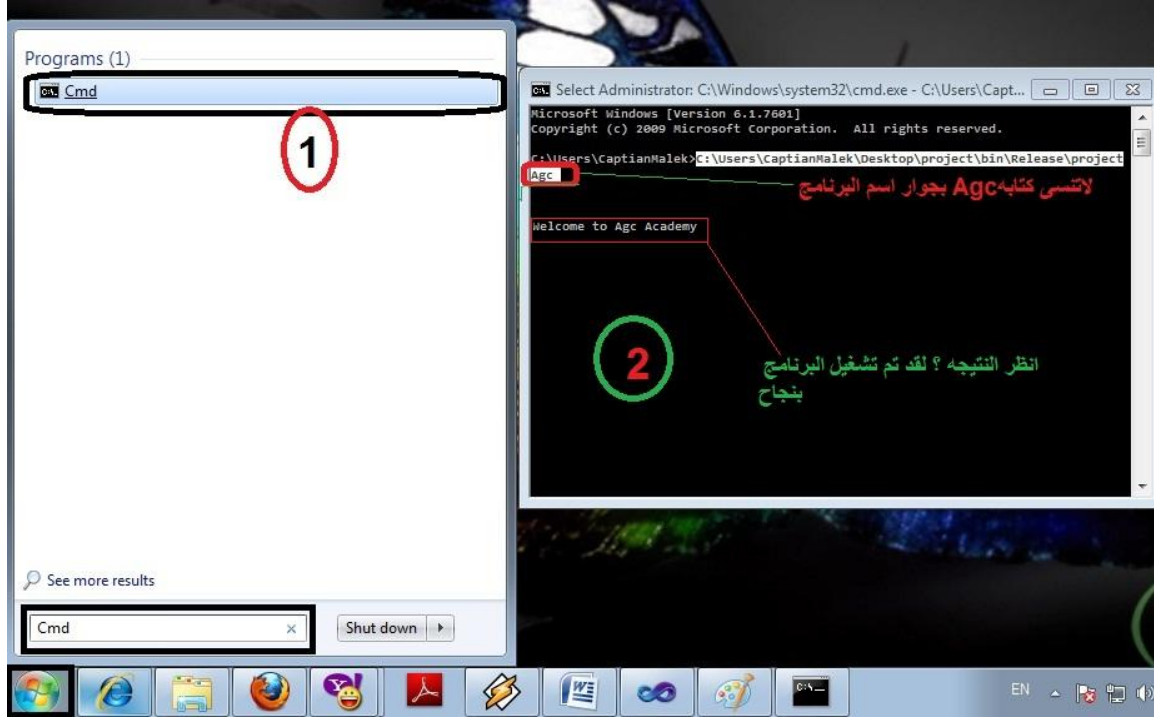 Programs (1)
Cmd
1
See more results
Cmd
Shut down
Select Administrator: C:\Windows\system32\cmd.exe - C:\Users\Capt...
Microsoft Windows [Version 6.1.7601]
Copyright (c) 2009 Microsoft Corporation. All rights reserved.
C:\Users\CaptianMalek>C:\Users\CaptianMalek\Desktop\project\bin\Release\project
Agc
لاتنسى كتابهAgc بجوار اسم البرنامج
Welcome to Agc Academy
2
انظر النتيجه ؟ لقد تم تشغيل البرنامج
بنجاح
EN